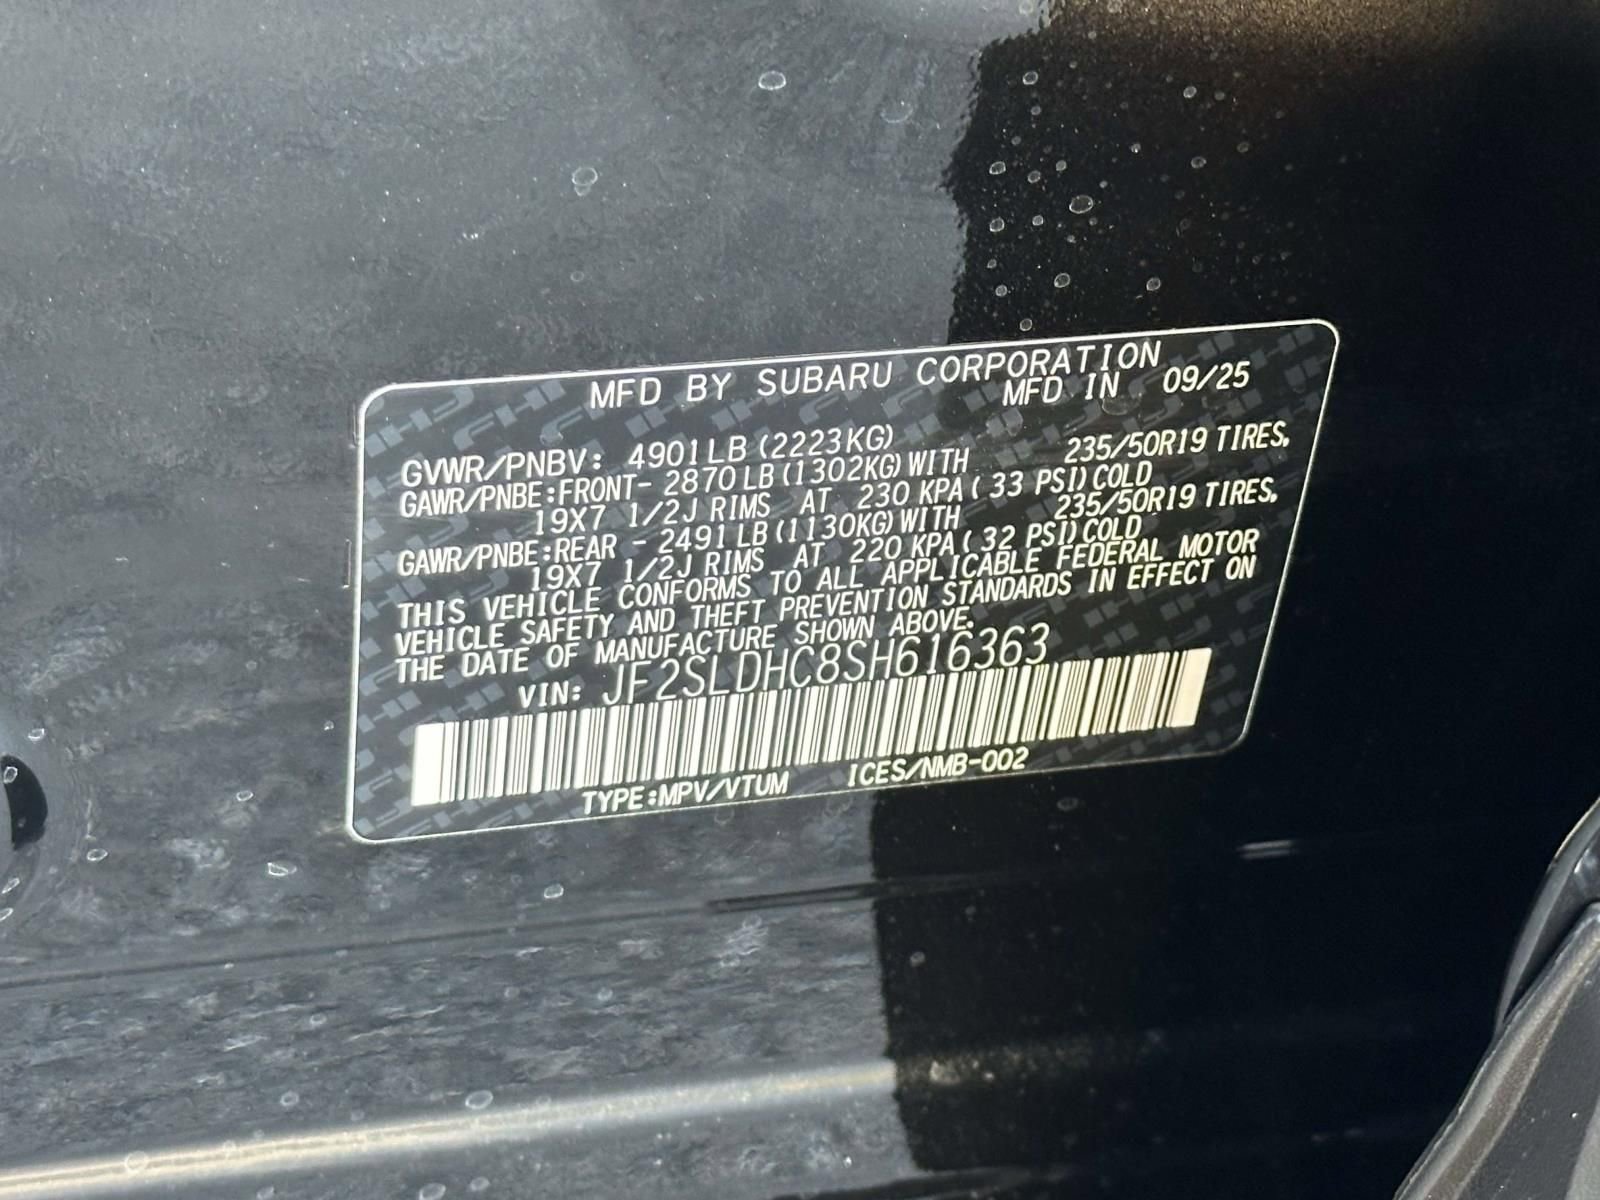 MFD BY SUBARU CORPORATION
MFD IN 09/25
GVWR/PNBV: 4901LB(2223KG)
GAWR/PNBE:FRONT- 2870LB(1302KG)WITH 235/50R19 TIRES.
19X7 1/2J RIMS AT 230 KPA( 33 PSI)COLD
GAWR/PNBE:REAR - 2491LB(1130KG)WITH 235/50R19 TIRES.
19X7 1/2J RIMS AT 220 KPA( 32 PSI)COLD
THIS VEHICLE CONFORMS TO ALL APPLICABLE FEDERAL MOTOR
VEHICLE SAFETY AND THEFT PREVENTION STANDARDS IN EFFECT ON
THE DATE OF MANUFACTURE SHOWN ABOVE.
VIN: JF2SLDHC8SH616363
TYPE:MPV/VTUM ICES/NMB-002